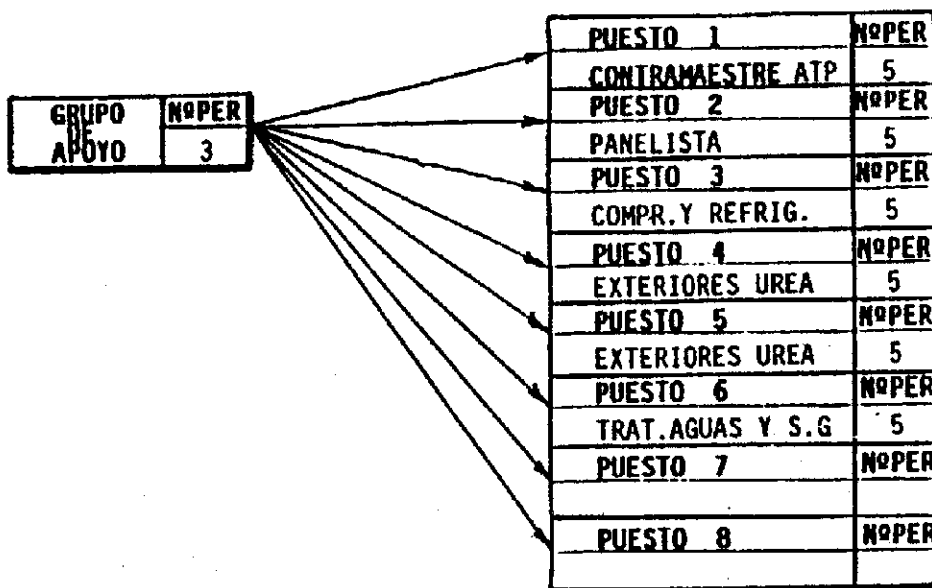 GRUPO DE APOYO NºPER
3
PUESTO 1 NºPER
CONTRAMAESTRE ATP 5
PUESTO 2 NºPER
PANELISTA 5
PUESTO 3 NºPER
COMPR.Y REFRIG. 5
PUESTO 4 NºPER
EXTERIORES UREA 5
PUESTO 5 NºPER
EXTERIORES UREA 5
PUESTO 6 NºPER
TRAT.AGUAS Y S.G 5
PUESTO 7 NºPER
PUESTO 8 NºPER